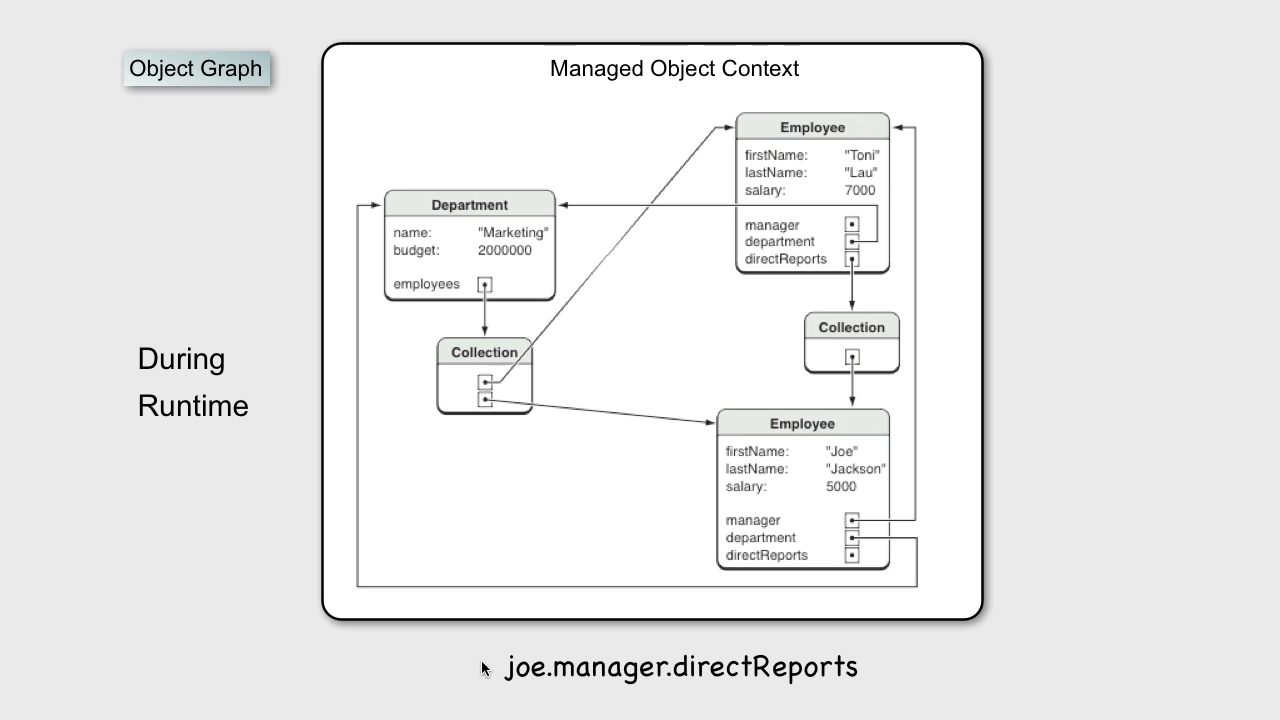 Object Graph
Managed Object Context
Employee
firstName: "Toni"
lastName: "Lau"
salary: 7000
manager
department
directReports
Department
name: "Marketing"
budget: 2000000
employees
Collection
Collection
During
Runtime
Employee
firstName: "Joe"
lastName: "Jackson"
salary: 5000
manager
department
directReports
joe.manager.directReports